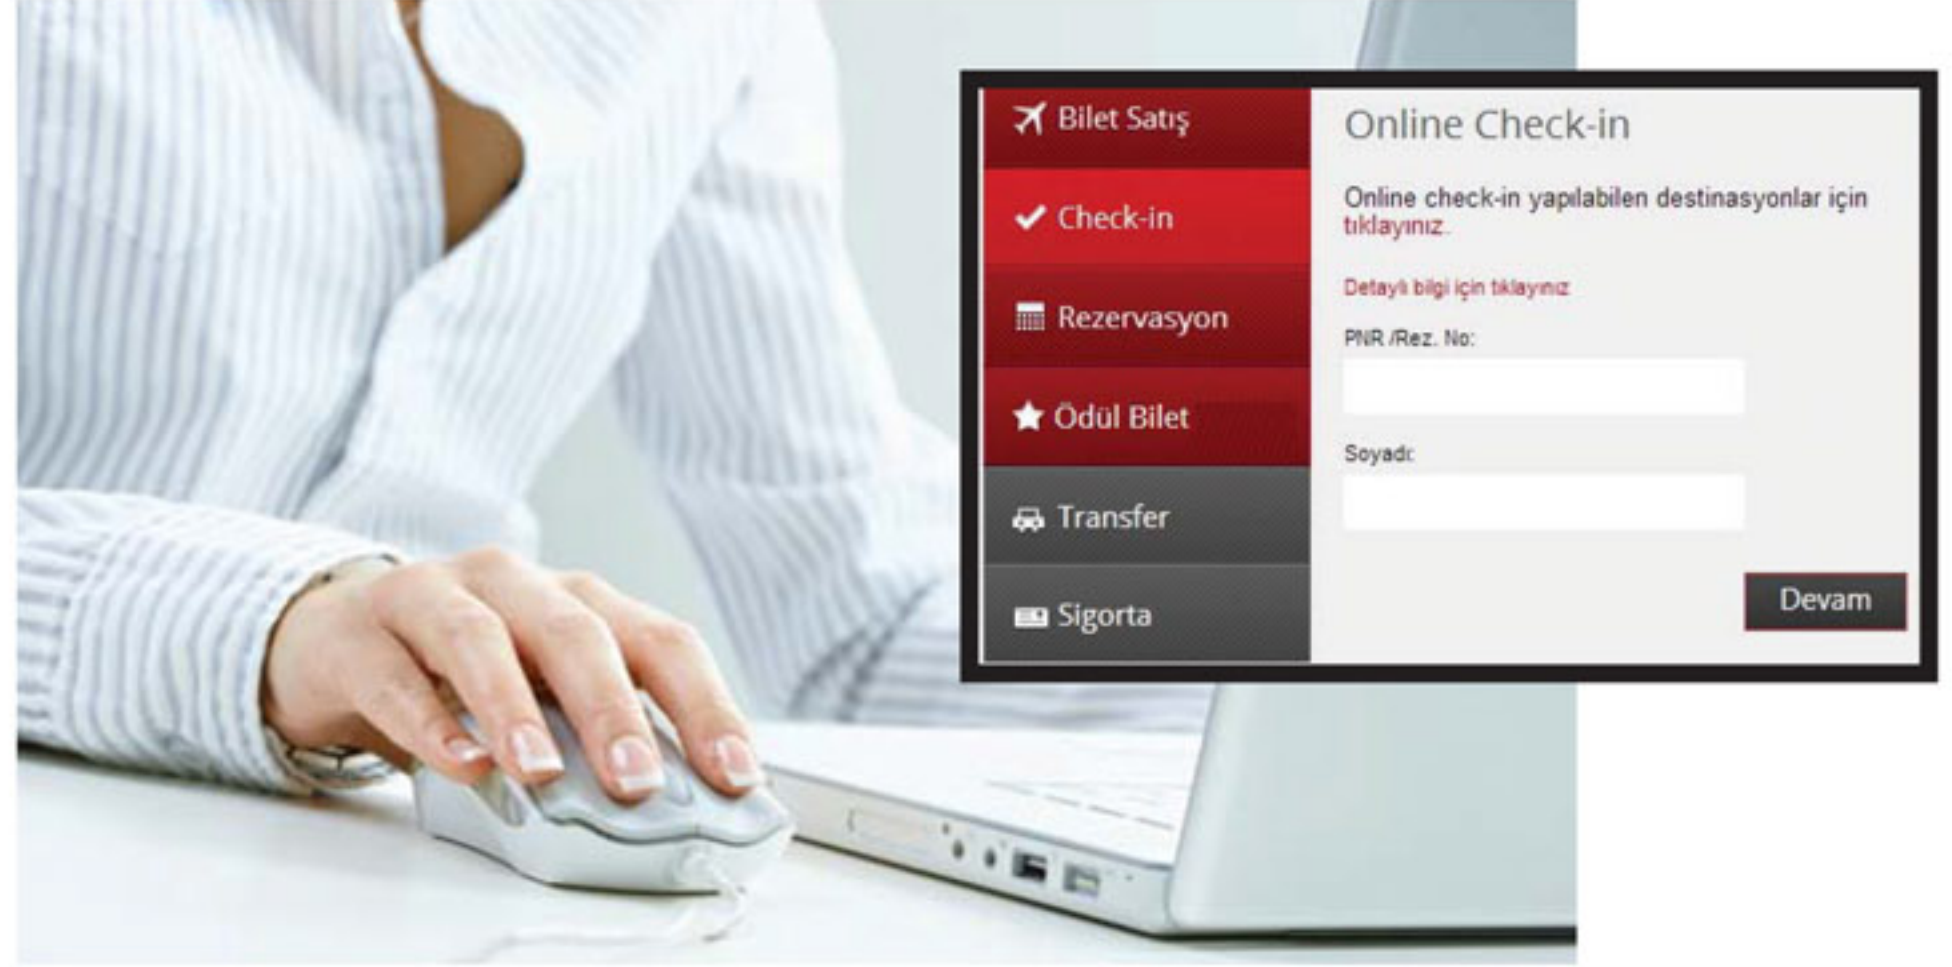 Bilet Satış
Check-in
Rezervasyon
Ödül Bilet
Transfer
Sigorta
Online Check-in
Online check-in yapılabilen destinasyonlar için
tıklayınız.
Detaylı bilgi için tıklayınız
PNR /Rez. No:
Soyadı:
Devam